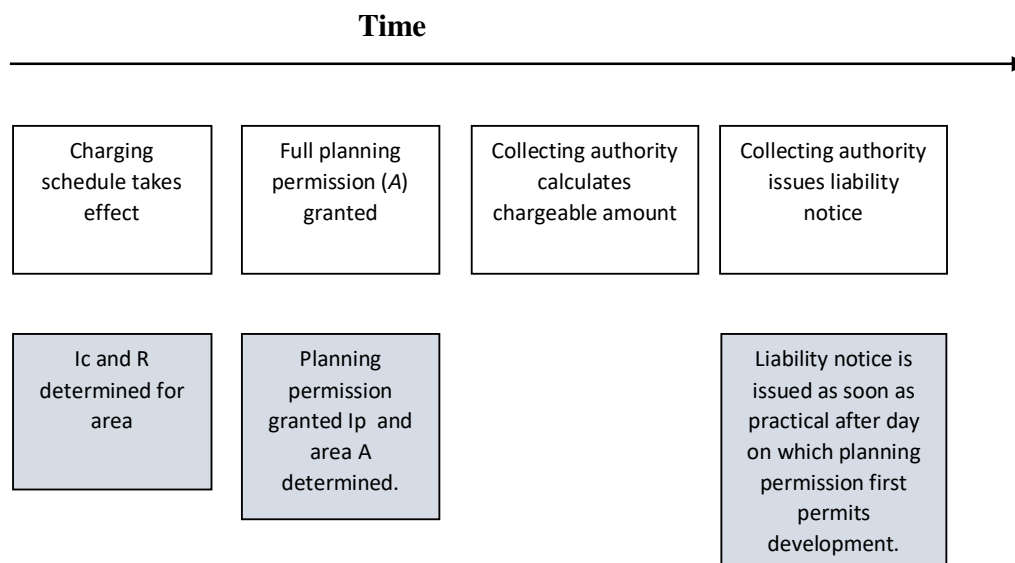 Time
Charging
schedule takes
effect
Full planning
permission (A)
granted
Collecting authority
calculates
chargeable amount
Collecting authority
issues liability
notice
Ic and R
determined for
area
Planning
permission
granted Ip and
area A
determined.
Liability notice is
issued as soon as
practical after day
on which planning
permission first
permits
development.